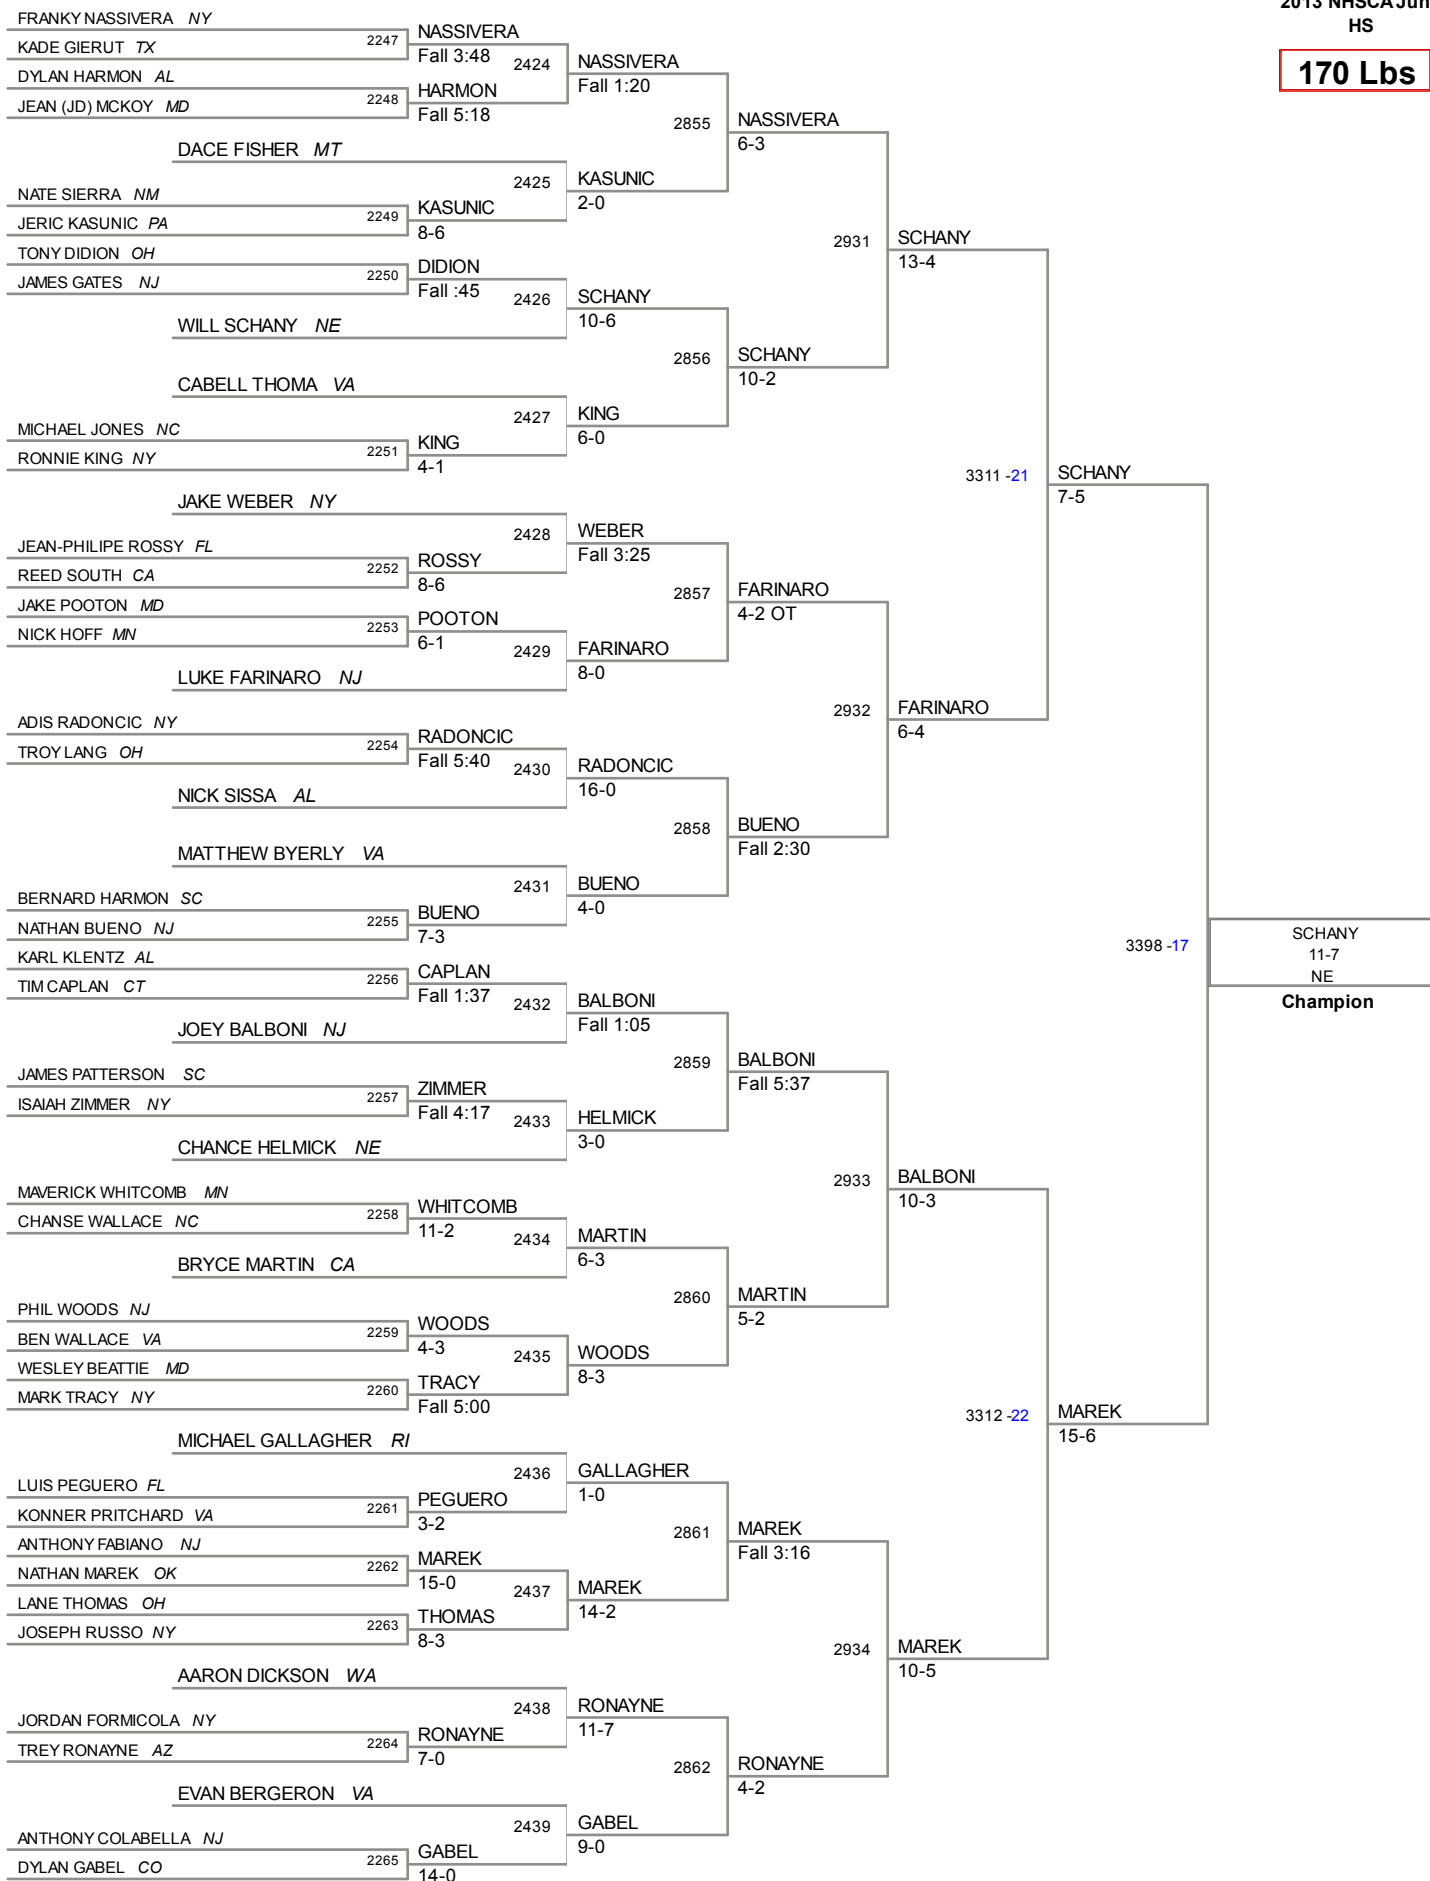 2013 NHSCA Jun
HS
170 Lbs
FRANKY NASSIVERA NY
KADE GIERUT TX
2247
NASSIVERA
Fall 3:48
DYLAN HARMON AL
JEAN (JD) MCKOY MD
2248
HARMON
Fall 5:18
2424
NASSIVERA
Fall 1:20
DACE FISHER MT
NATE SIERRA NM
JERIC KASUNIC PA
2249
KASUNIC
8-6
2425
KASUNIC
2-0
2855
NASSIVERA
6-3
TONY DIDION OH
JAMES GATES NJ
2250
DIDION
Fall :45
WILL SCHANY NE
2426
SCHANY
10-6
CABELL THOMA VA
MICHAEL JONES NC
RONNIE KING NY
2251
KING
4-1
2427
KING
6-0
2856
SCHANY
10-2
2931
SCHANY
13-4
JAKE WEBER NY
JEAN-PHILIPE ROSSY FL
REED SOUTH CA
2252
ROSSY
8-6
2428
WEBER
Fall 3:25
JAKE POOTON MD
NICK HOFF MN
2253
POOTON
6-1
LUKE FARINARO NJ
2429
FARINARO
8-0
2857
FARINARO
4-2 OT
ADIS RADONCIC NY
TROY LANG OH
2254
RADONCIC
Fall 5:40
NICK SISSA AL
2430
RADONCIC
16-0
MATTHEW BYERLY VA
BERNARD HARMON SC
NATHAN BUENO NJ
2255
BUENO
7-3
2431
BUENO
4-0
2858
BUENO
Fall 2:30
2932
FARINARO
6-4
3311 -21
SCHANY
7-5
KARL KLENTZ AL
TIM CAPLAN CT
2256
CAPLAN
Fall 1:37
JOEY BALBONI NJ
2432
BALBONI
Fall 1:05
JAMES PATTERSON SC
ISAIAH ZIMMER NY
2257
ZIMMER
Fall 4:17
CHANCE HELMICK NE
2433
HELMICK
3-0
2859
BALBONI
Fall 5:37
MAVERICK WHITCOMB MN
CHANSE WALLACE NC
2258
WHITCOMB
11-2
BRYCE MARTIN CA
2434
MARTIN
6-3
PHIL WOODS NJ
BEN WALLACE VA
2259
WOODS
4-3
WESLEY BEATTIE MD
MARK TRACY NY
2260
TRACY
Fall 5:00
2435
WOODS
8-3
2860
MARTIN
5-2
2933
BALBONI
10-3
MICHAEL GALLAGHER RI
LUIS PEGUERO FL
KONNER PRITCHARD VA
2261
PEGUERO
3-2
2436
GALLAGHER
1-0
ANTHONY FABIANO NJ
NATHAN MAREK OK
2262
MAREK
15-0
LANE THOMAS OH
JOSEPH RUSSO NY
2263
THOMAS
8-3
2437
MAREK
14-2
2861
MAREK
Fall 3:16
AARON DICKSON WA
JORDAN FORMICOLA NY
TREY RONAYNE AZ
2264
RONAYNE
7-0
2438
RONAYNE
11-7
EVAN BERGERON VA
ANTHONY COLABELLA NJ
DYLAN GABEL CO
2265
GABEL
14-0
2439
GABEL
9-0
2862
RONAYNE
4-2
2934
MAREK
10-5
3312 -22
MAREK
15-6
3398 -17
SCHANY
11-7
NE
Champion